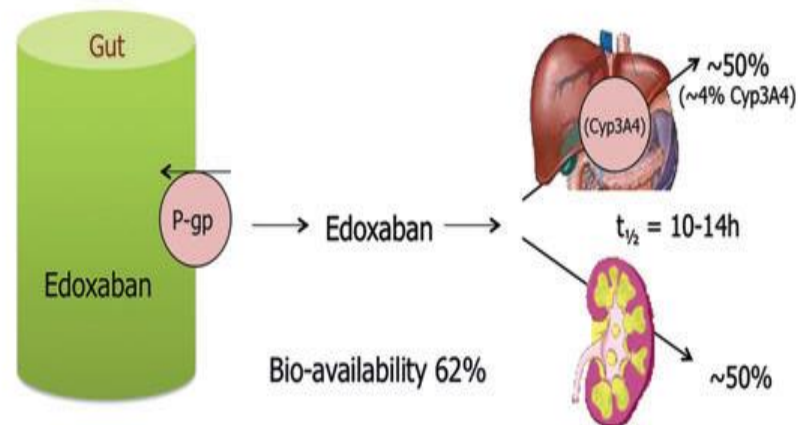 Gut
P-gp
Edoxaban
Edoxaban
Bio-availability 62%
(Cyp3A4)
~50%
(~4% Cyp3A4)
t½ = 10-14h
~50%